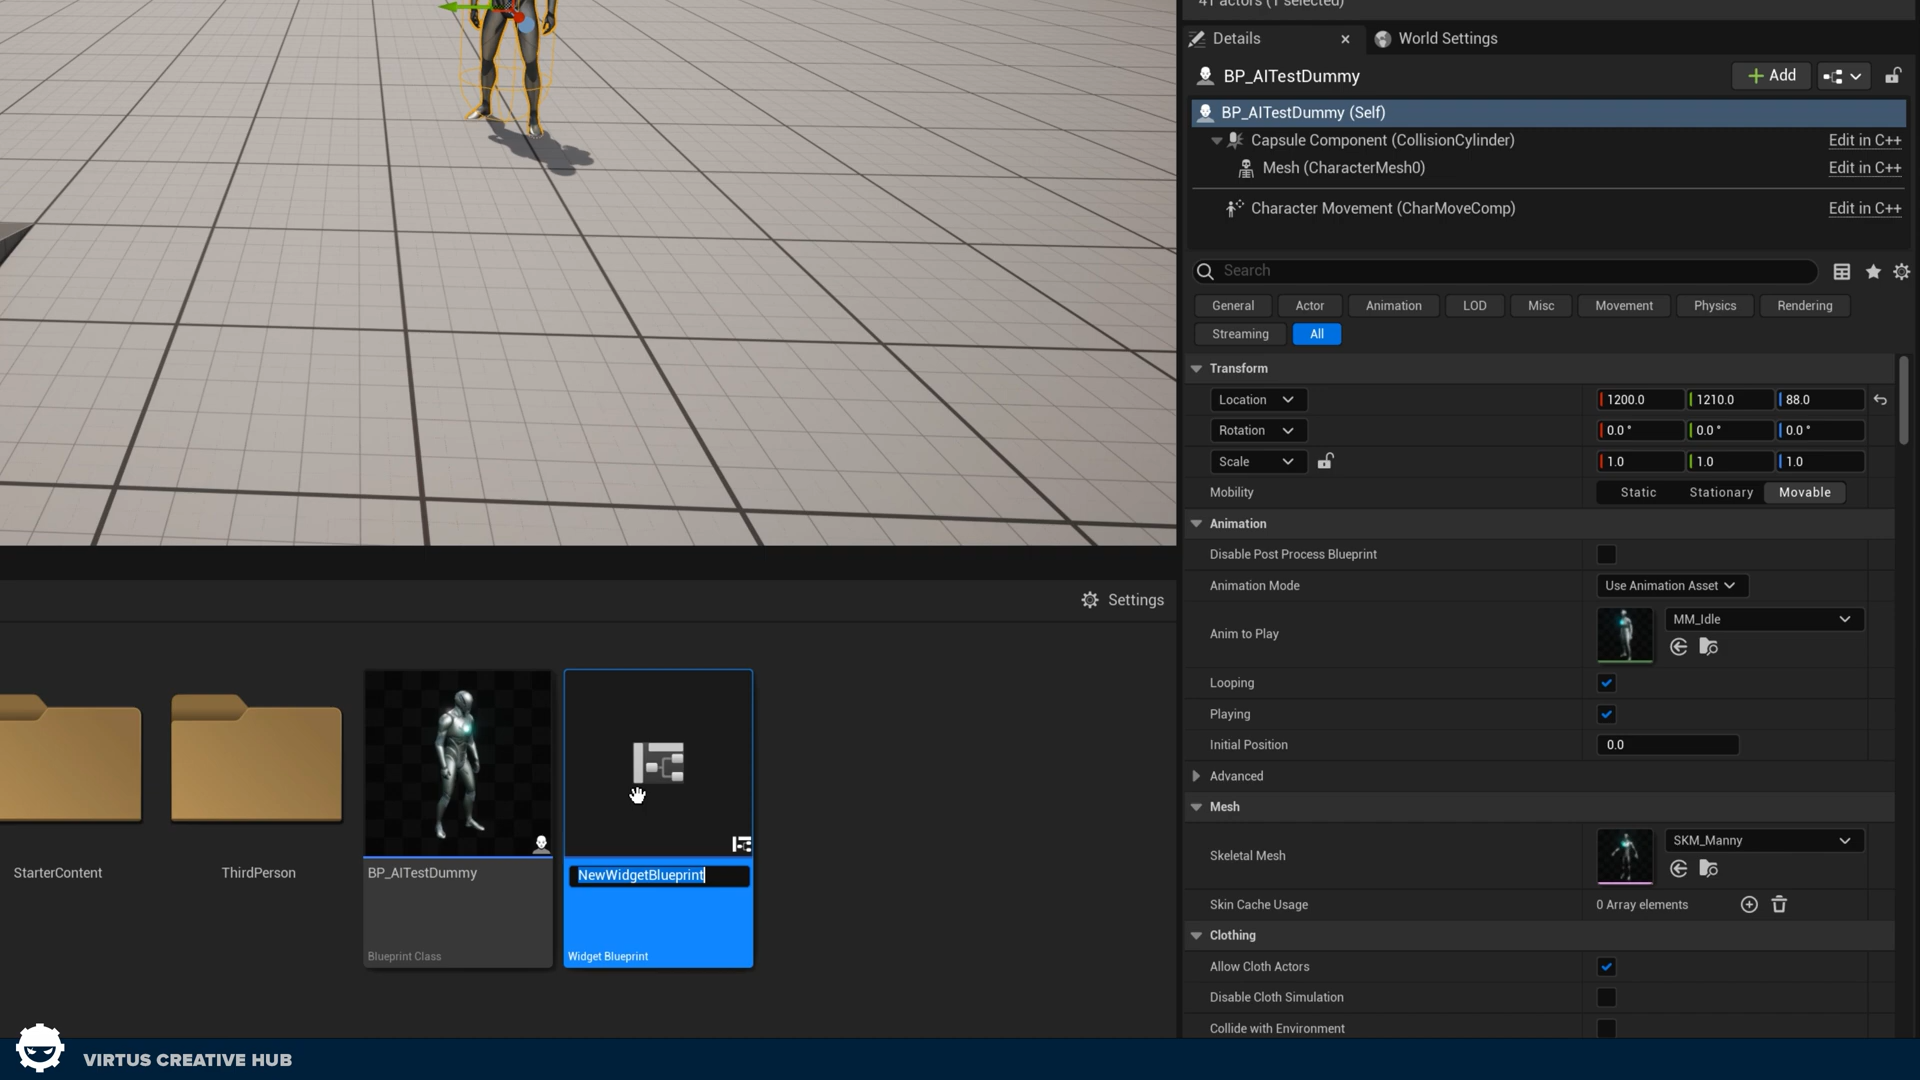 41 actors (1 selected)
Details
World Settings
BP_AITestDummy
Add
BP_AITestDummy (Self)
Capsule Component (CollisionCylinder)
Edit in C++
Mesh (CharacterMesh0)
Edit in C++
Character Movement (CharMoveComp)
Edit in C++
Search
General
Actor
Animation
LOD
Misc
Movement
Physics
Rendering
Streaming
All
Transform
Location
1200.0
1210.0
88.0
Rotation
0.0 °
0.0 °
0.0 °
Scale
1.0
1.0
1.0
Mobility
Static
Stationary
Movable
Animation
Disable Post Process Blueprint
Animation Mode
Use Animation Asset
Anim to Play
MM_Idle
Looping
Playing
Initial Position
0.0
Advanced
Mesh
Skeletal Mesh
SKM_Manny
Skin Cache Usage
0 Array elements
Clothing
Allow Cloth Actors
Disable Cloth Simulation
Collide with Environment
Settings
StarterContent
ThirdPerson
BP_AITestDummy
Blueprint Class
NewWidgetBlueprint
Widget Blueprint
VIRTUS CREATIVE HUB